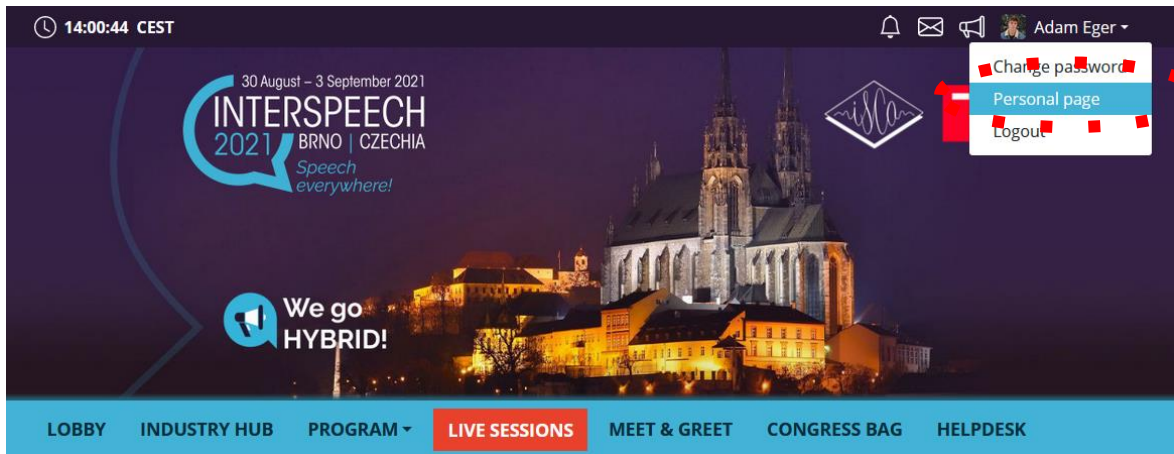 14:00:44 CEST
Adam Eger
Change password
Personal page
Logout
30 August – 3 September 2021
INTERSPEECH
2021
BRNO | CZECHIA
Speech
everywhere!
isca
We go
HYBRID!
LOBBY INDUSTRY HUB PROGRAM LIVE SESSIONS MEET & GREET CONGRESS BAG HELPDESK